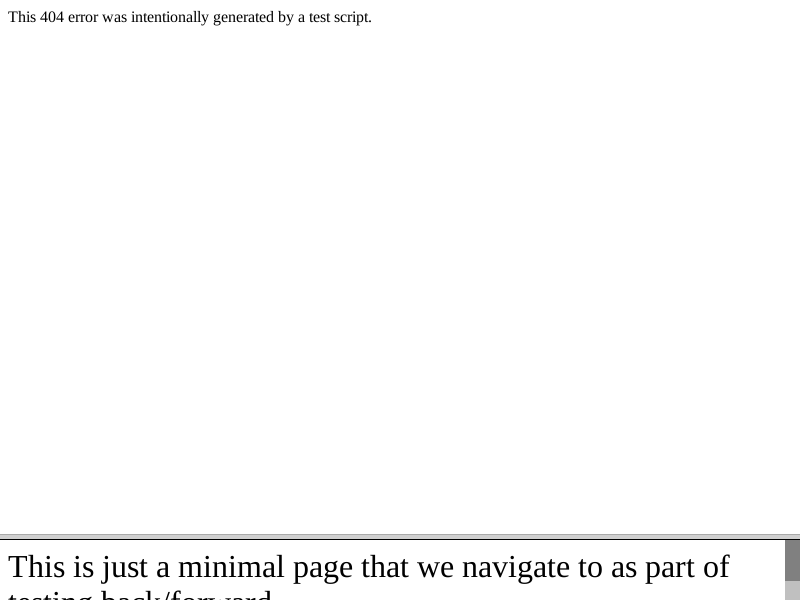 This 404 error was intentionally generated by a test script.
This is just a minimal page that we navigate to as part of
testing back/forward